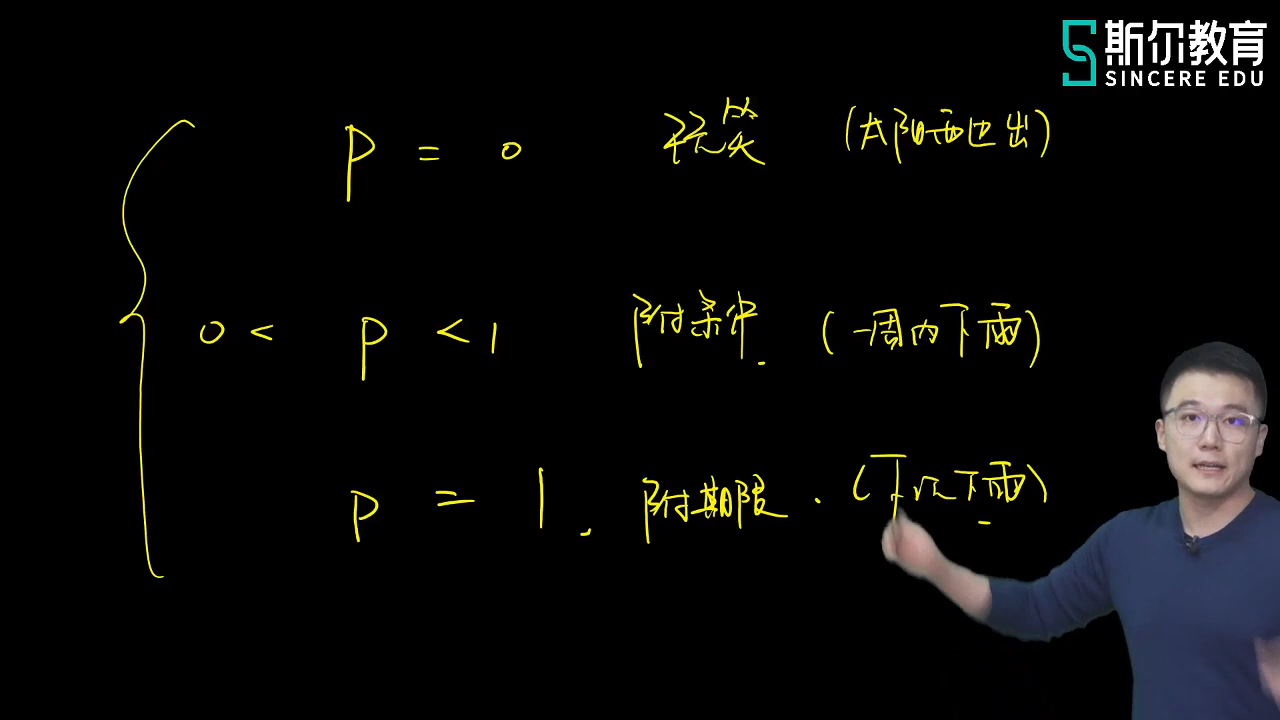 斯尔教育
SINCERE EDU
P = 0 玩笑 (太阳西边出)
0 < P < 1 附条件. (一周内下雨)
P = 1. 附期限. (下次下雨)